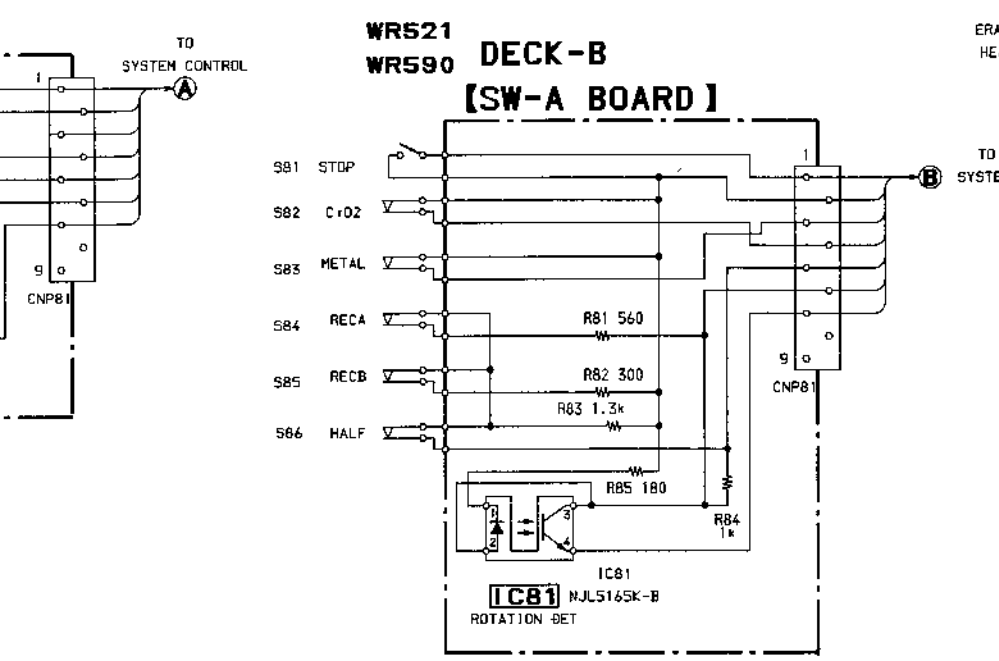 TO
SYSTEM CONTROL
A
1
9
CNP81
WR521
WR590
DECK-B
[SW-A BOARD]
ERA
HE
TO
SYSTE
B
1
9
CNP81
S81 STOP
S82 CrO2
S83 METAL
S84 RECA
S85 RECB
S86 HALF
R81 560
R82 300
R83 1.3k
R85 180
R84
1k
1
2
3
4
IC81
IC81 NJL5165K-B
ROTATION DET